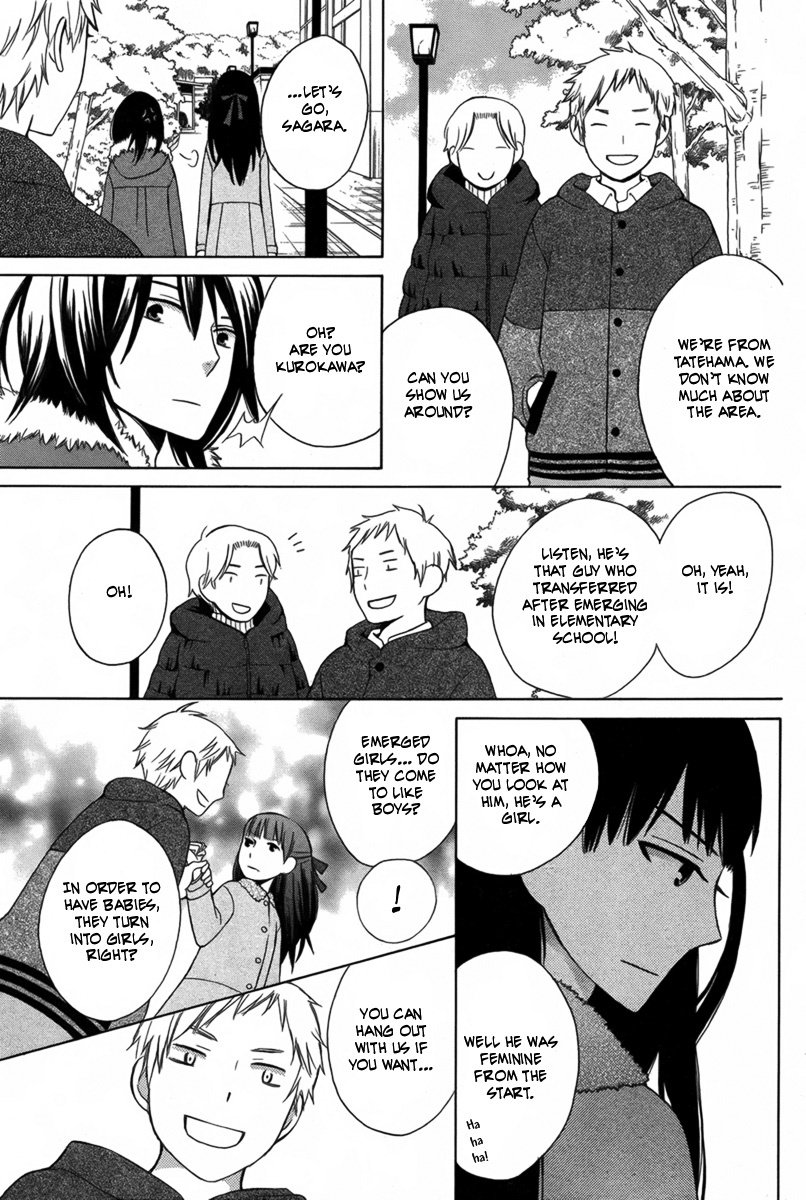 WE'RE FROM
TATEHAMA. WE
DON'T KNOW
MUCH ABOUT
THE AREA.
CAN YOU
SHOW US
AROUND?
...LET'S
GO,
SAGARA.
OH?
ARE YOU
KUROKAWA?
OH, YEAH,
IT IS!
LISTEN, HE'S
THAT GUY WHO
TRANSFERRED
AFTER EMERGING
IN ELEMENTARY
SCHOOL!
OH!
WHOA, NO
MATTER HOW
YOU LOOK AT
HIM, HE'S A
GIRL.
WELL HE WAS
FEMININE
FROM THE
START.
Ha
ha
ha!
EMERGED
GIRLS... DO
THEY COME
TO LIKE
BOYS?
!
IN ORDER TO
HAVE BABIES,
THEY TURN
INTO GIRLS,
RIGHT?
YOU CAN
HANG OUT
WITH US IF
YOU WANT...